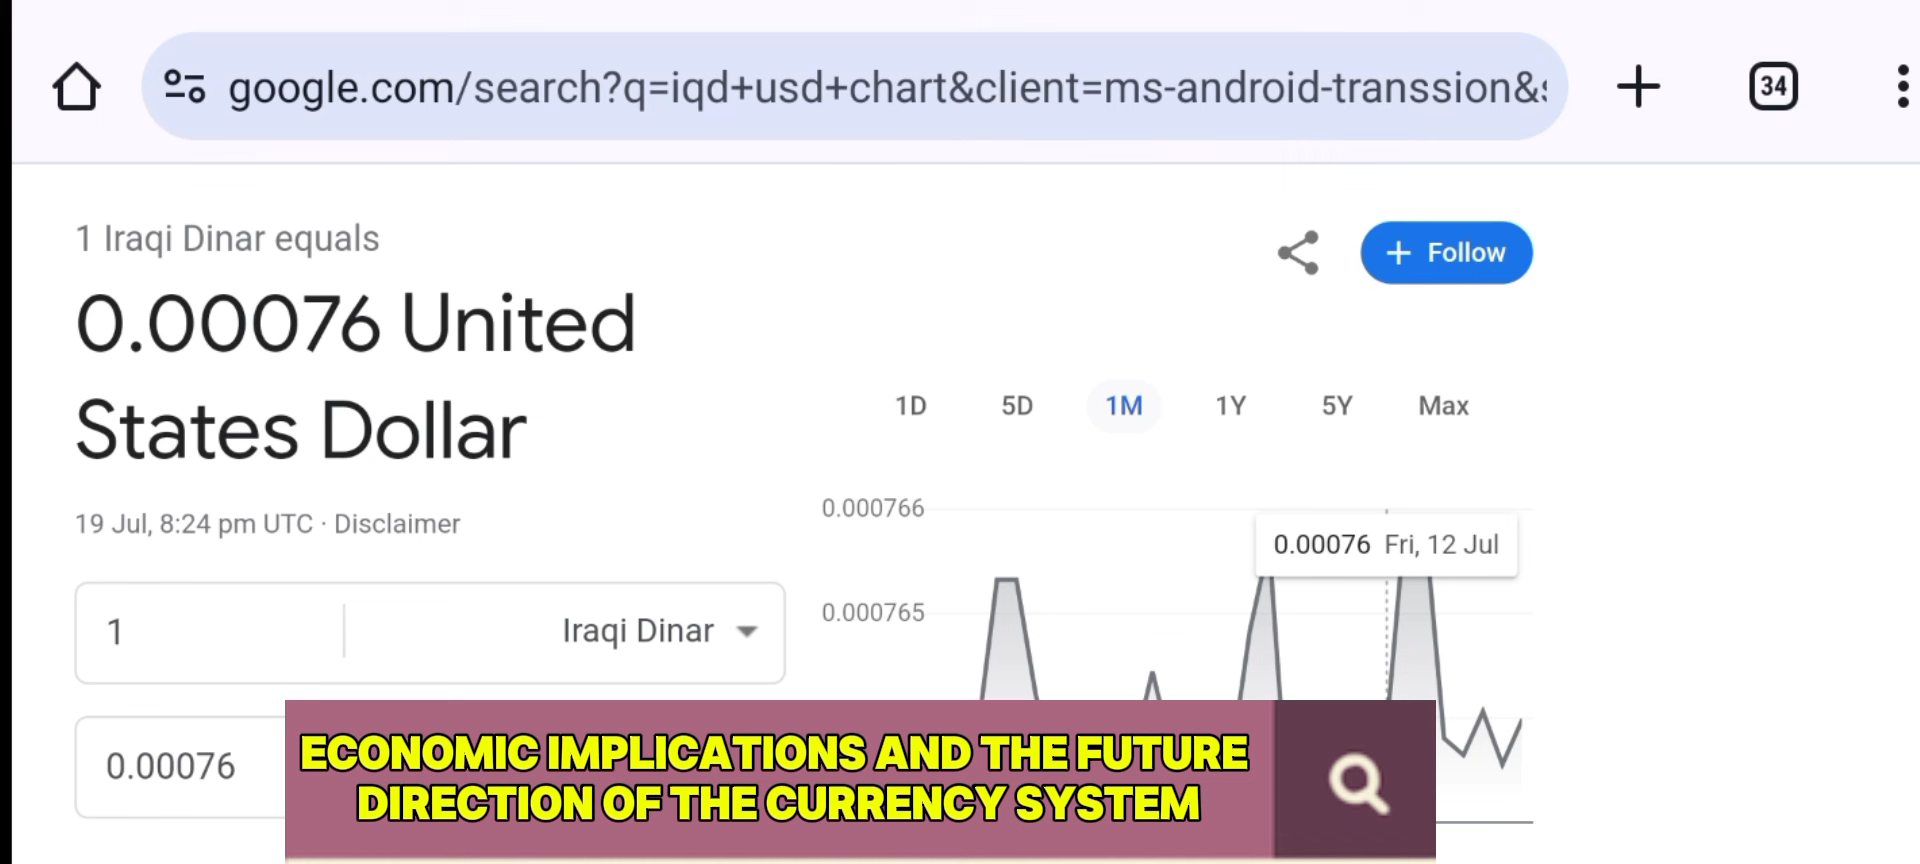 google.com/search?q=iqd+usd+chart&client=ms-android-transsion&
34
1 Iraqi Dinar equals
0.00076 United
States Dollar
19 Jul, 8:24 pm UTC · Disclaimer
+ Follow
1D 5D 1M 1Y 5Y Max
0.000766
0.00076 Fri, 12 Jul
0.000765
1 Iraqi Dinar
0.00076
ECONOMIC IMPLICATIONS AND THE FUTURE
DIRECTION OF THE CURRENCY SYSTEM